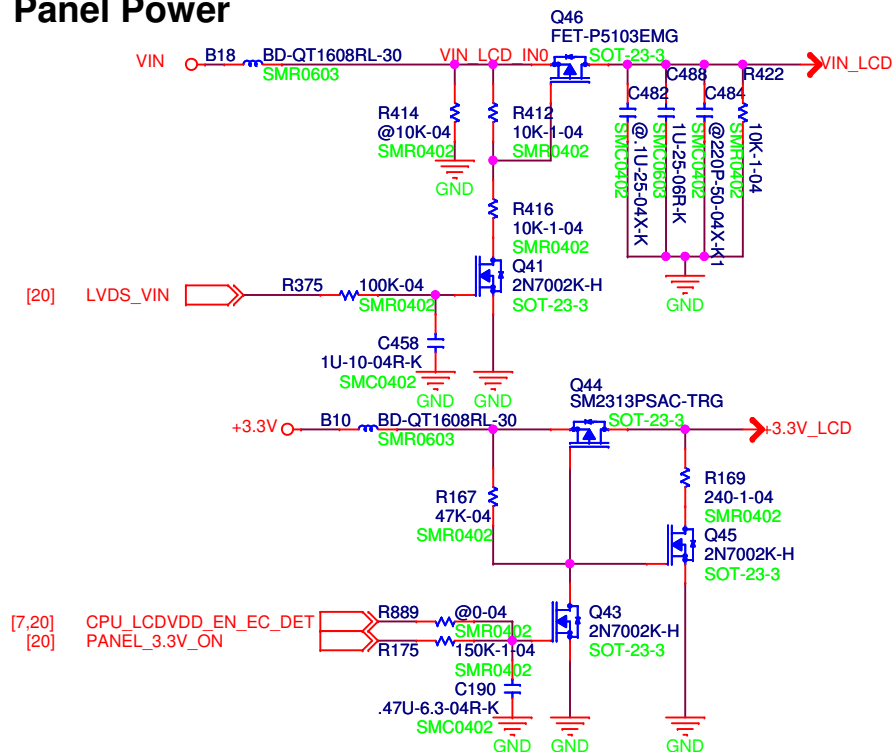 Panel Power
Q46
FET-P5103EMG
SOT-23-3
VIN
B18
BD-QT1608RL-30
SMR0603
VIN_LCD_IN0
VIN_LCD
R414
@10K-04
SMR0402
GND
R412
10K-1-04
SMR0402
C482
@.1U-25-04X-K
SMC0402
C488
1U-25-06R-K
SMC0603
C484
@220P-50-04X-K1
SMC0402
R422
10K-1-04
SMR0402
GND
R416
10K-1-04
SMR0402
Q41
2N7002K-H
SOT-23-3
[20]
LVDS_VIN
R375
100K-04
SMR0402
C458
1U-10-04R-K
SMC0402
GND
GND
Q44
SM2313PSAC-TRG
SOT-23-3
+3.3V
B10
BD-QT1608RL-30
SMR0603
+3.3V_LCD
R167
47K-04
SMR0402
R169
240-1-04
SMR0402
Q45
2N7002K-H
SOT-23-3
[7,20]
CPU_LCDVDD_EN_EC_DET
R889
@0-04
SMR0402
[20]
PANEL_3.3V_ON
R175
150K-1-04
SMR0402
Q43
2N7002K-H
SOT-23-3
C190
.47U-6.3-04R-K
SMC0402
GND
GND
GND